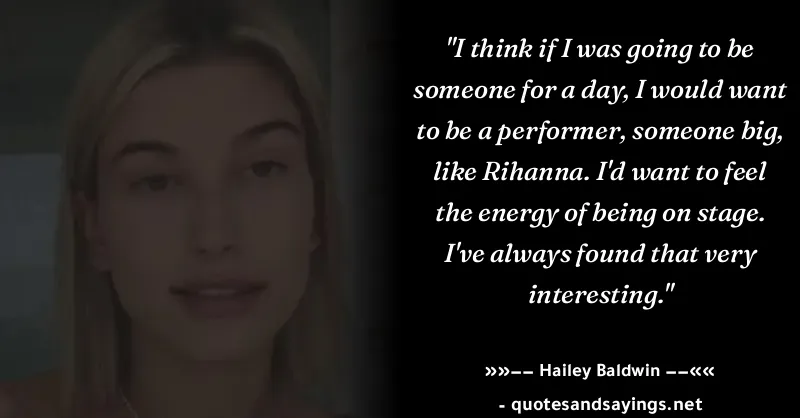 "I think if I was going to be
someone for a day, I would want
to be a performer, someone big,
like Rihanna. I'd want to feel
the energy of being on stage.
I've always found that very
interesting."
»»–– Hailey Baldwin ––««
- quotesandsayings.net